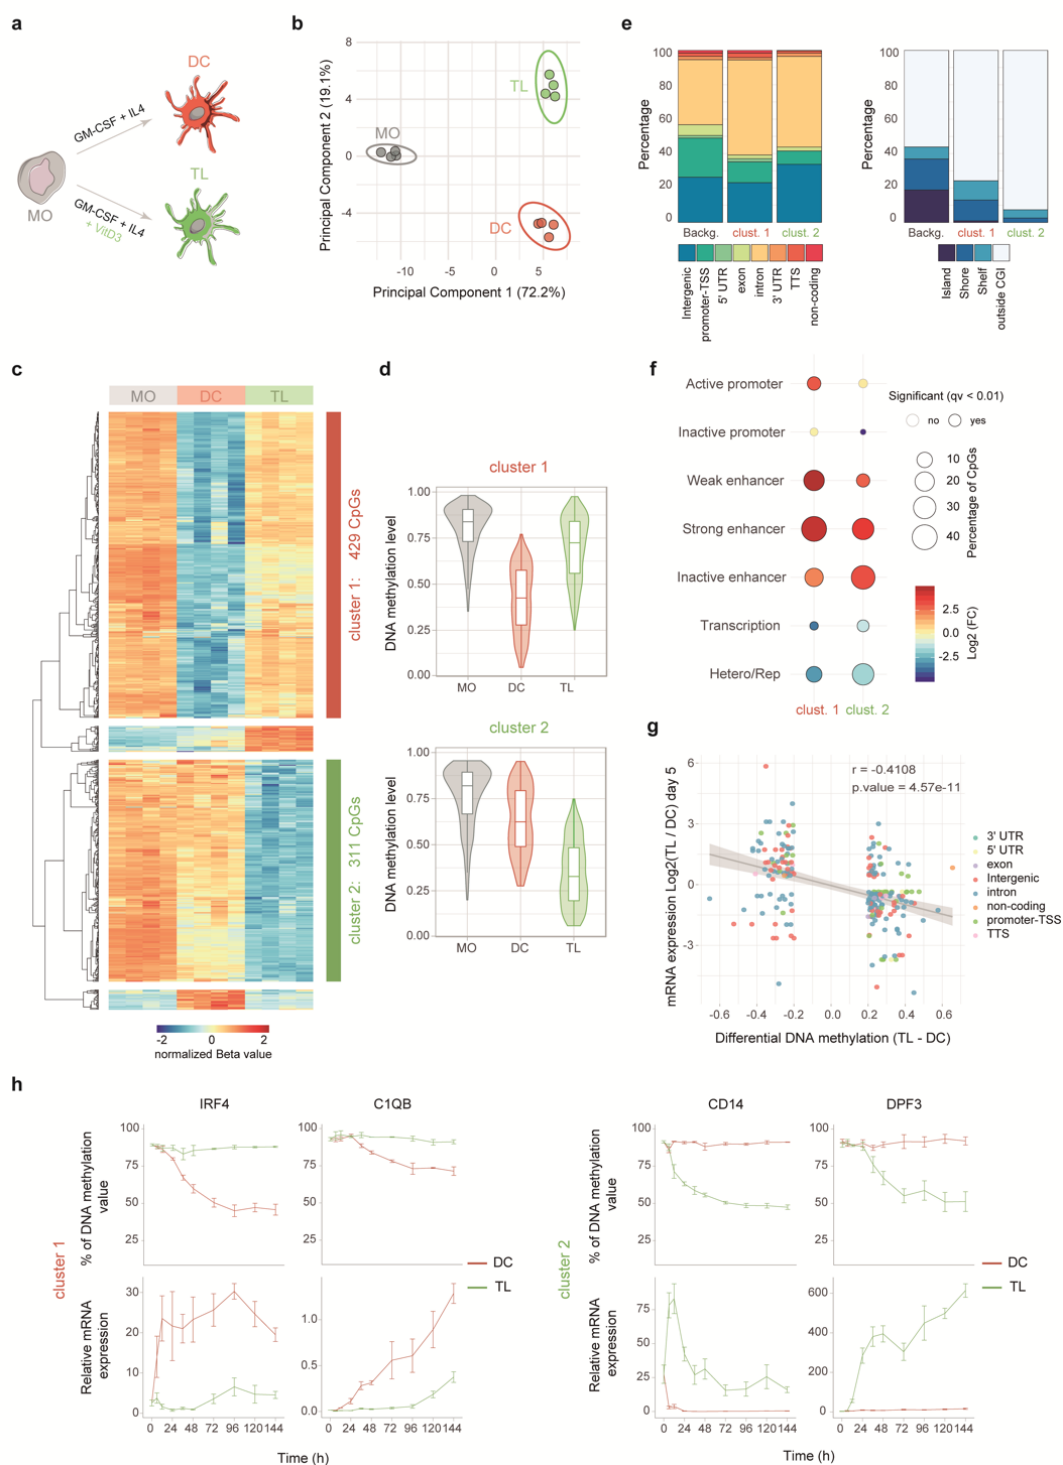 a
DC
GM-CSF + IL4
MO
TL
GM-CSF + IL4
+ VitD3
b
Principal Component 2 (19.1%)
8
4
0
-4
TL
MO
DC
-10
-5
0
5
Principal Component 1 (72.2%)
e
Percentage
100
80
60
40
20
0
Backg.
clust. 1
clust. 2
Intergenic
promoter-TSS
5' UTR
exon
intron
3' UTR
TTS
non-coding
Percentage
100
80
60
40
20
0
Backg.
clust. 1
clust. 2
Island
Shore
Shelf
outside CGI
c
MO
DC
TL
cluster 1: 429 CpGs
cluster 2: 311 CpGs
-2
0
2
normalized Beta value
d
cluster 1
DNA methylation level
1.00
0.75
0.50
0.25
0.00
MO
DC
TL
cluster 2
DNA methylation level
1.00
0.75
0.50
0.25
0.00
MO
DC
TL
f
Active promoter
Inactive promoter
Weak enhancer
Strong enhancer
Inactive enhancer
Transcription
Hetero/Rep
clust. 1
clust. 2
Significant (qv < 0.01)
no
yes
10
20
30
40
Percentage of CpGs
2.5
0.0
-2.5
Log2 (FC)
g
mRNA expression Log2(TL / DC) day 5
6
3
0
-3
r = -0.4108
p.value = 4.57e-11
-0.6
-0.4
-0.2
0.0
0.2
0.4
0.6
Differential DNA methylation (TL - DC)
3' UTR
5' UTR
exon
Intergenic
intron
non-coding
promoter-TSS
TTS
h
cluster 1
IRF4
C1QB
% of DNA methylation
value
100
75
50
25
100
75
50
25
Relative mRNA
expression
30
20
10
0
1.0
0.5
0.0
0 24 48 72 96 120 144
0 24 48 72 96 120 144
Time (h)
DC
TL
cluster 2
CD14
DPF3
% of DNA methylation
value
100
75
50
25
100
75
50
25
Relative mRNA
expression
75
50
25
0
600
400
200
0
0 24 48 72 96 120 144
0 24 48 72 96 120 144
Time (h)
DC
TL